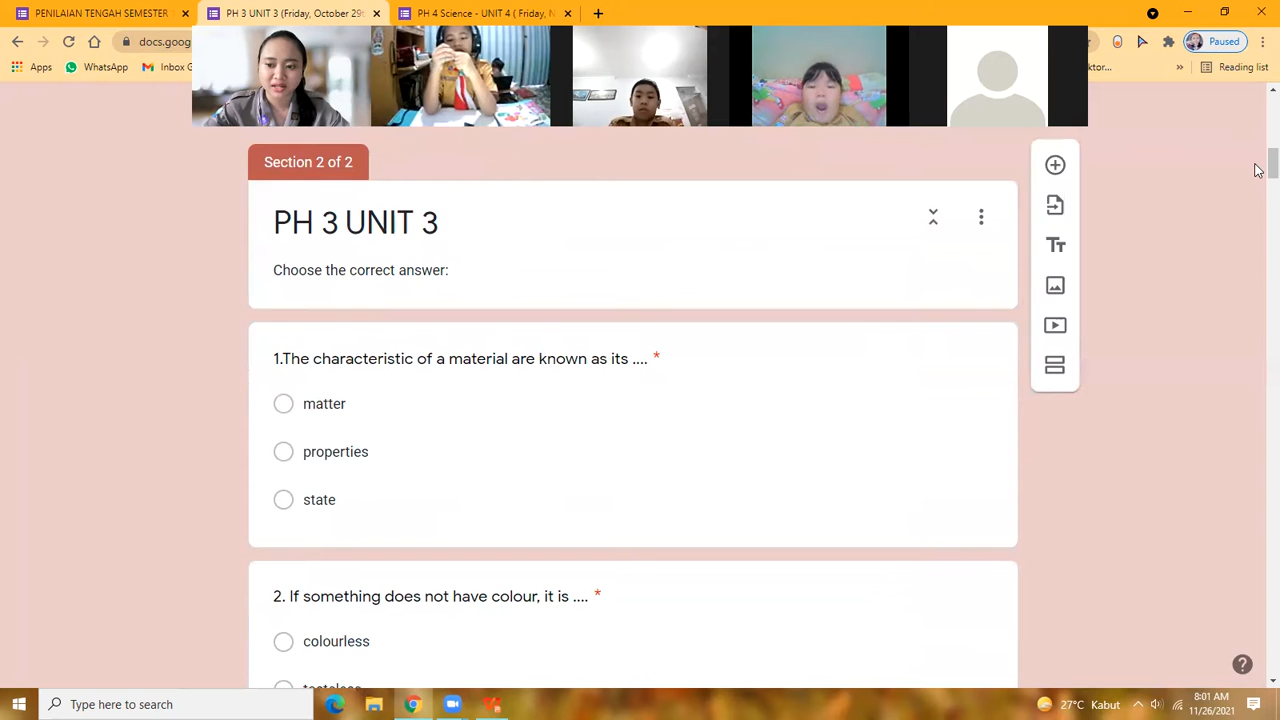 PENILAIAN TENGAH SEMESTER
PH 3 UNIT 3 (Friday, October 29t
PH 4 Science - UNIT 4 ( Friday, N
docs.goog
Paused
Apps
WhatsApp
Inbox
ktor...
Reading list
Section 2 of 2
PH 3 UNIT 3
Choose the correct answer:
1.The characteristic of a material are known as its .... *
matter
properties
state
2. If something does not have colour, it is .... *
colourless
Type here to search
27°C Kabut
8:01 AM
11/26/2021